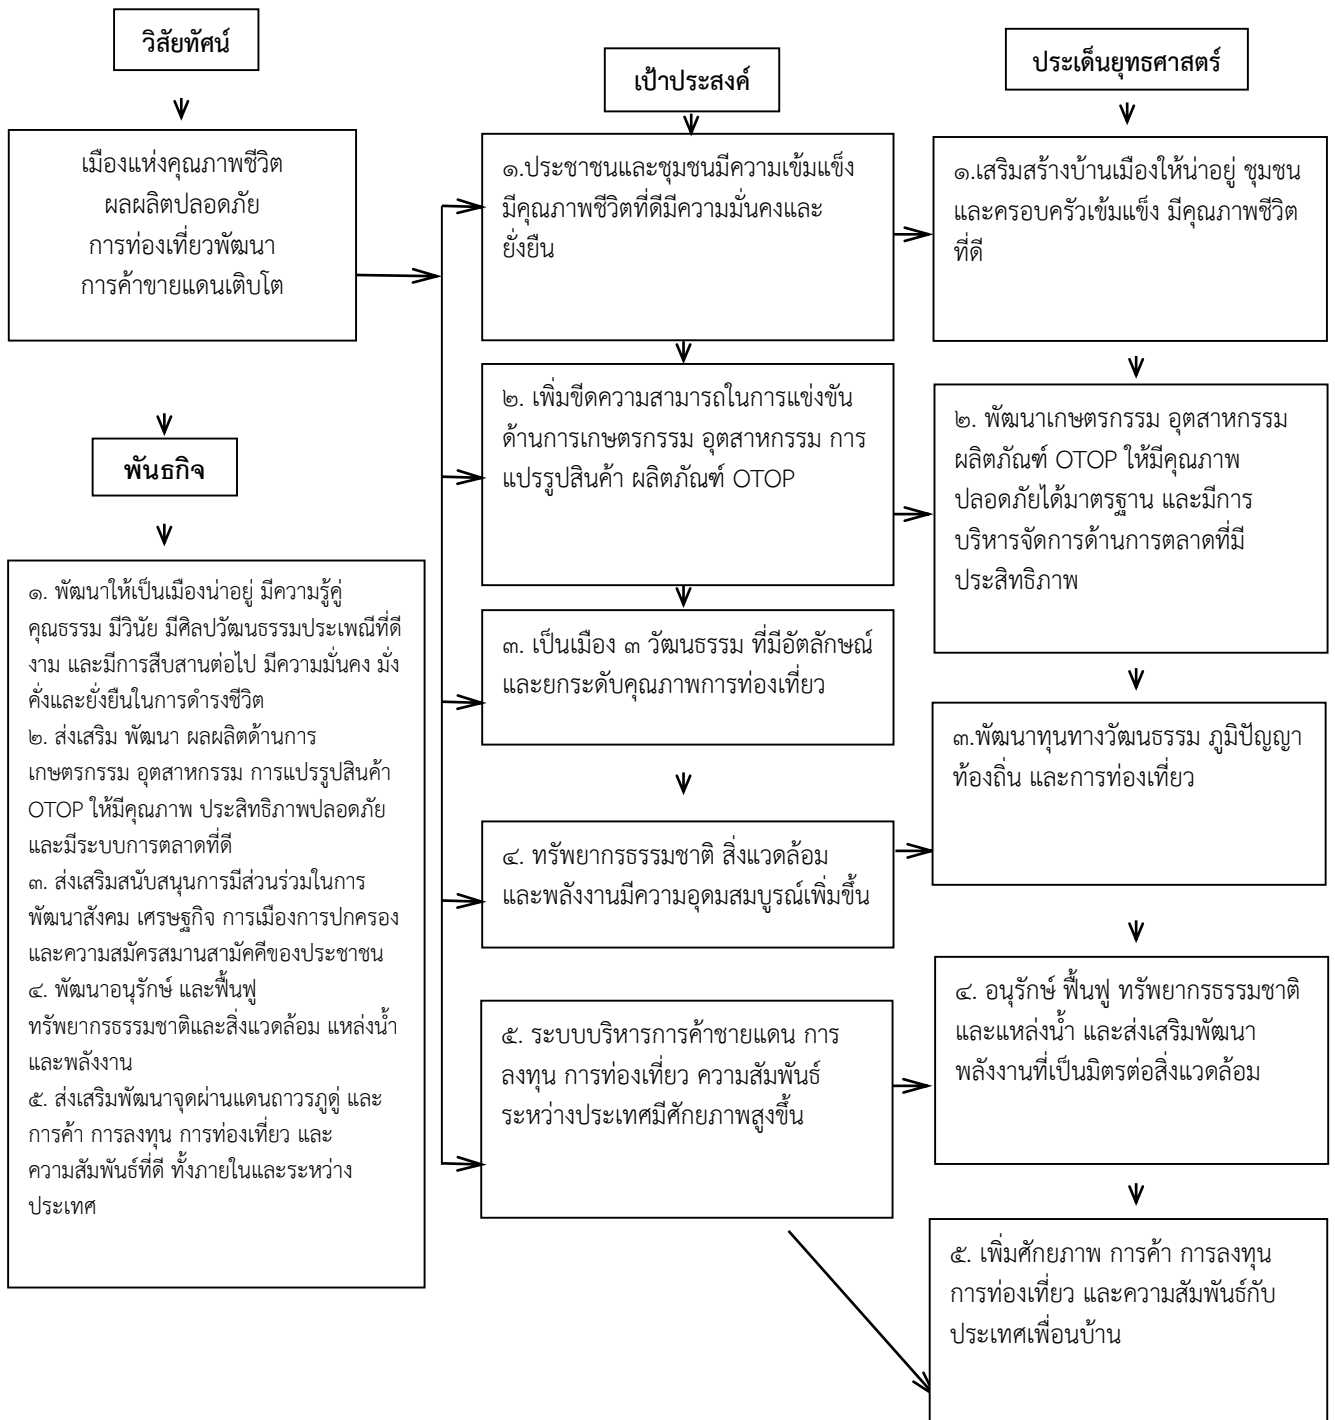 วิสัยทัศน์
เมืองแห่งคุณภาพชีวิต
ผลผลิตปลอดภัย
การท่องเที่ยวพัฒนา
การค้าขายแดนเติบโต
พันธกิจ
๑. พัฒนาให้เป็นเมืองน่าอยู่ มีความรู้คู่
คุณธรรม มีวินัย มีศิลปวัฒนธรรมประเพณีที่ดี
งาม และมีการสืบสานต่อไป มีความมั่นคง มั่ง
คั่งและยั่งยืนในการดำรงชีวิต
๒. ส่งเสริม พัฒนา ผลผลิตด้านการ
เกษตรกรรม อุตสาหกรรม การแปรรูปสินค้า
OTOP ให้มีคุณภาพ ประสิทธิภาพปลอดภัย
และมีระบบการตลาดที่ดี
๓. ส่งเสริมสนับสนุนการมีส่วนร่วมในการ
พัฒนาสังคม เศรษฐกิจ การเมืองการปกครอง
และความสมัครสมานสามัคคีของประชาชน
๔. พัฒนาอนุรักษ์ และฟื้นฟู
ทรัพยากรธรรมชาติและสิ่งแวดล้อม แหล่งน้ำ
และพลังงาน
๕. ส่งเสริมพัฒนาจุดผ่านแดนถาวรภูดู่ และ
การค้า การลงทุน การท่องเที่ยว และ
ความสัมพันธ์ที่ดี ทั้งภายในและระหว่าง
ประเทศ
เป้าประสงค์
๑.ประชาชนและชุมชนมีความเข้มแข็ง
มีคุณภาพชีวิตที่ดีมีความมั่นคงและ
ยั่งยืน
๒. เพิ่มขีดความสามารถในการแข่งขัน
ด้านการเกษตรกรรม อุตสาหกรรม การ
แปรรูปสินค้า ผลิตภัณฑ์ OTOP
๓. เป็นเมือง ๓ วัฒนธรรม ที่มีอัตลักษณ์
และยกระดับคุณภาพการท่องเที่ยว
๔. ทรัพยากรธรรมชาติ สิ่งแวดล้อม
และพลังงานมีความอุดมสมบูรณ์เพิ่มขึ้น
๕. ระบบบริหารการค้าชายแดน การ
ลงทุน การท่องเที่ยว ความสัมพันธ์
ระหว่างประเทศมีศักยภาพสูงขึ้น
ประเด็นยุทธศาสตร์
๑.เสริมสร้างบ้านเมืองให้น่าอยู่ ชุมชน
และครอบครัวเข้มแข็ง มีคุณภาพชีวิต
ที่ดี
๒. พัฒนาเกษตรกรรม อุตสาหกรรม
ผลิตภัณฑ์ OTOP ให้มีคุณภาพ
ปลอดภัยได้มาตรฐาน และมีการ
บริหารจัดการด้านการตลาดที่มี
ประสิทธิภาพ
๓.พัฒนาทุนทางวัฒนธรรม ภูมิปัญญา
ท้องถิ่น และการท่องเที่ยว
๔. อนุรักษ์ ฟื้นฟู ทรัพยากรธรรมชาติ
และแหล่งน้ำ และส่งเสริมพัฒนา
พลังงานที่เป็นมิตรต่อสิ่งแวดล้อม
๕. เพิ่มศักยภาพ การค้า การลงทุน
การท่องเที่ยว และความสัมพันธ์กับ
ประเทศเพื่อนบ้าน